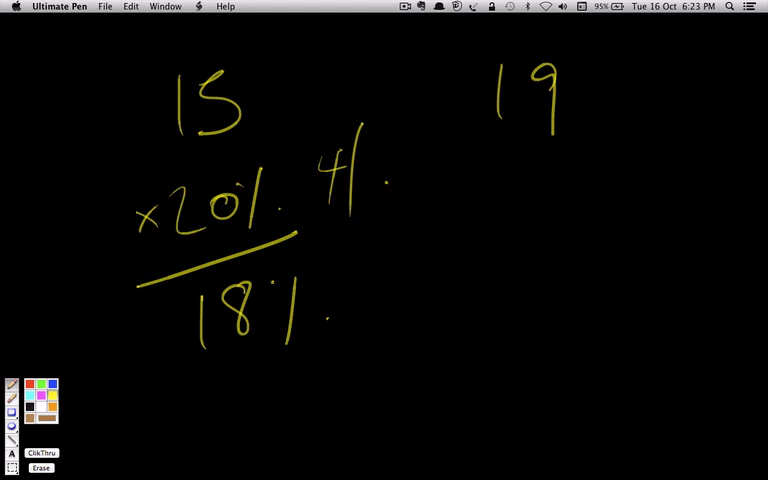 Ultimate Pen File Edit Window Help 95% Tue 16 Oct 6:23 PM
15 19
×20% 4%
18%
A
ClikThru
Erase